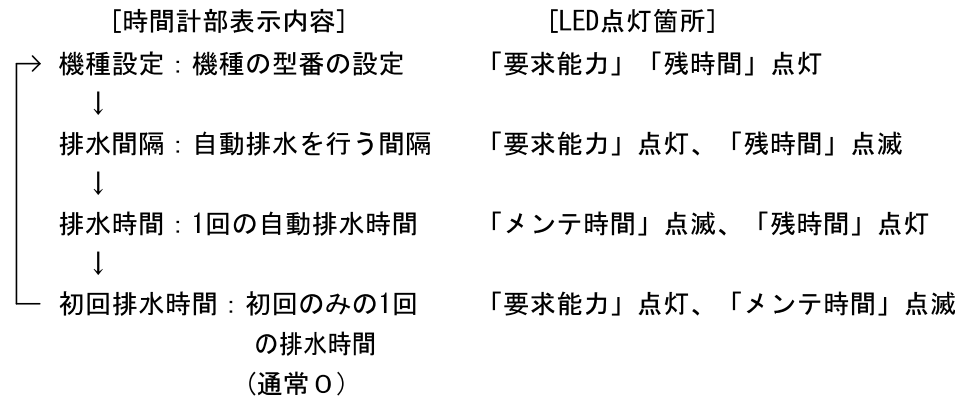 [時間計部表示内容] [LED点灯箇所]
機種設定：機種の型番の設定 「要求能力」「残時間」点灯
↓
排水間隔：自動排水を行う間隔 「要求能力」点灯、「残時間」点滅
↓
排水時間：1回の自動排水時間 「メンテ時間」点滅、「残時間」点灯
↓
初回排水時間：初回のみの1回 「要求能力」点灯、「メンテ時間」点滅
の排水時間
(通常０)